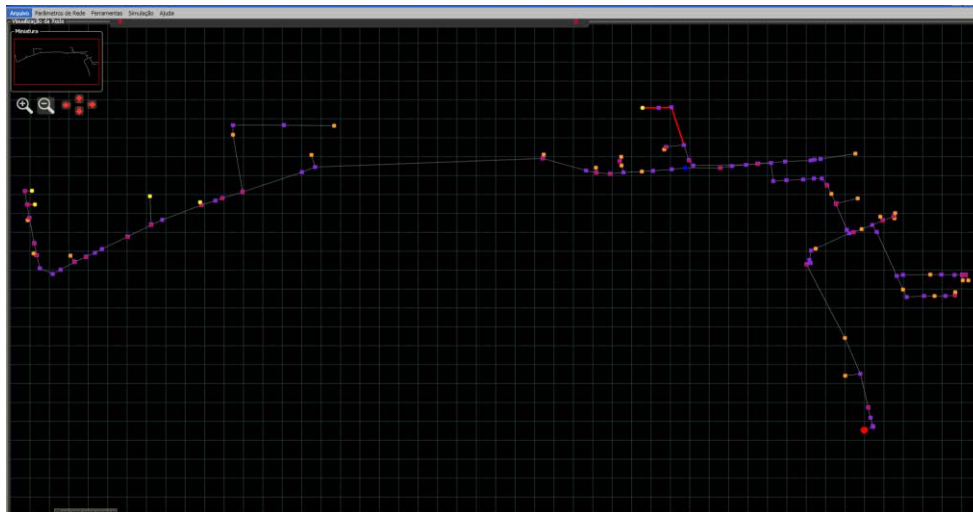 Arquivo Parâmetros de Rede Ferramentas Simulação Ajuda
Visualização da Rede
Miniatura